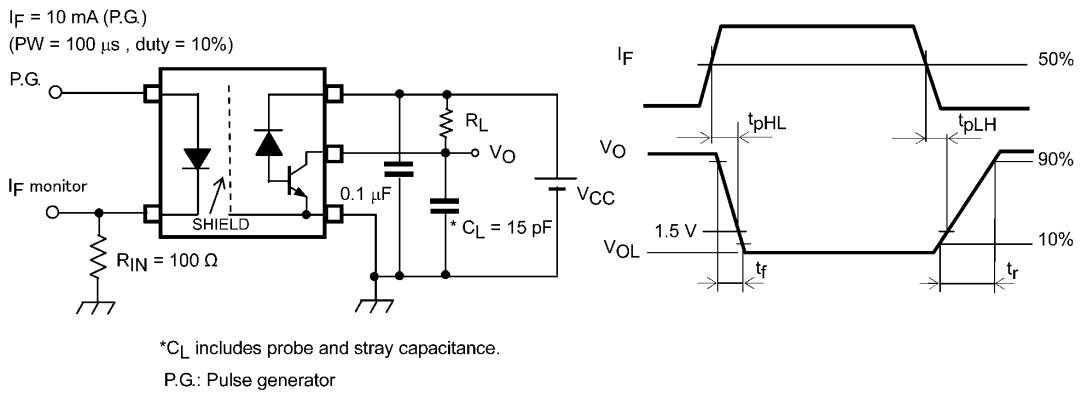 IF = 10 mA (P.G.)
(PW = 100 μs , duty = 10%)
P.G.
IF monitor
RIN = 100 Ω
SHIELD
0.1 μF
RL
VO
VCC
* CL = 15 pF
IF
50%
tpHL
tpLH
VO
90%
1.5 V
VOL
10%
tf
tr
*CL includes probe and stray capacitance.
P.G.: Pulse generator